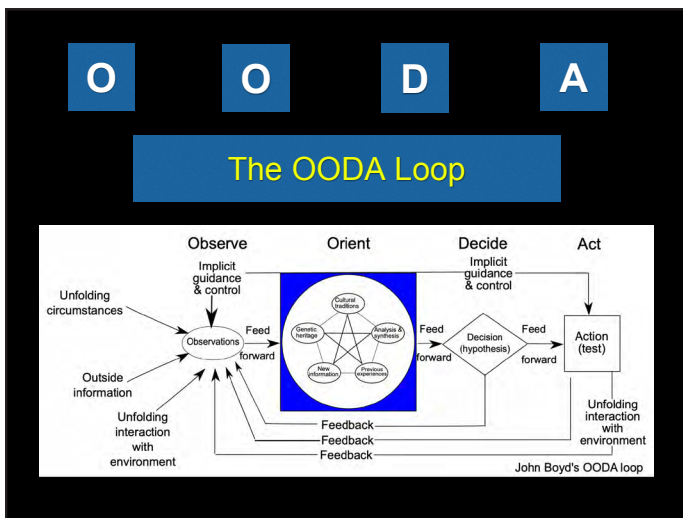 O O D A
The OODA Loop
Observe Orient Decide Act
Implicit
guidance
& control
Implicit
guidance
& control
Unfolding
circumstances
Observations
Feed
forward
Cultural
traditions
Genetic
heritage
Analysis &
synthesis
New
information
Previous
experiences
Feed
forward
Decision
(hypothesis)
Feed
forward
Action
(test)
Outside
information
Unfolding
interaction
with
environment
Unfolding
interaction
with
environment
Feedback
Feedback
Feedback
John Boyd's OODA loop